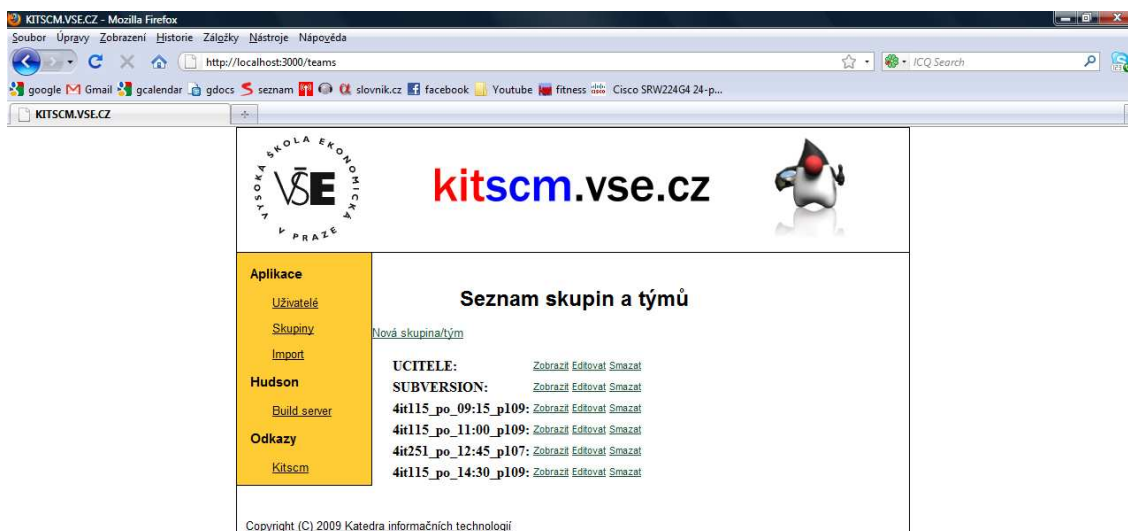 KITSCM.VSE.CZ - Mozilla Firefox
Soubor Úpravy Zobrazení Historie Záložky Nástroje Nápověda
http://localhost:3000/teams ICQ Search
google Gmail gcalendar gdocs seznam slovnik.cz facebook Youtube fitness Cisco SRW224G4 24-p...
KITSCM.VSE.CZ
VYSOKÁ ŠKOLA EKONOMICKÁ V PRAZE
VŠE
kitscm.vse.cz
Aplikace
Uživatelé
Skupiny
Import
Hudson
Build server
Odkazy
Kitscm
Seznam skupin a týmů
Nová skupina/tým
UCITELE: Zobrazit Editovat Smazat
SUBVERSION: Zobrazit Editovat Smazat
4it115_po_09:15_p109: Zobrazit Editovat Smazat
4it115_po_11:00_p109: Zobrazit Editovat Smazat
4it251_po_12:45_p107: Zobrazit Editovat Smazat
4it115_po_14:30_p109: Zobrazit Editovat Smazat
Copyright (C) 2009 Katedra informačních technologií